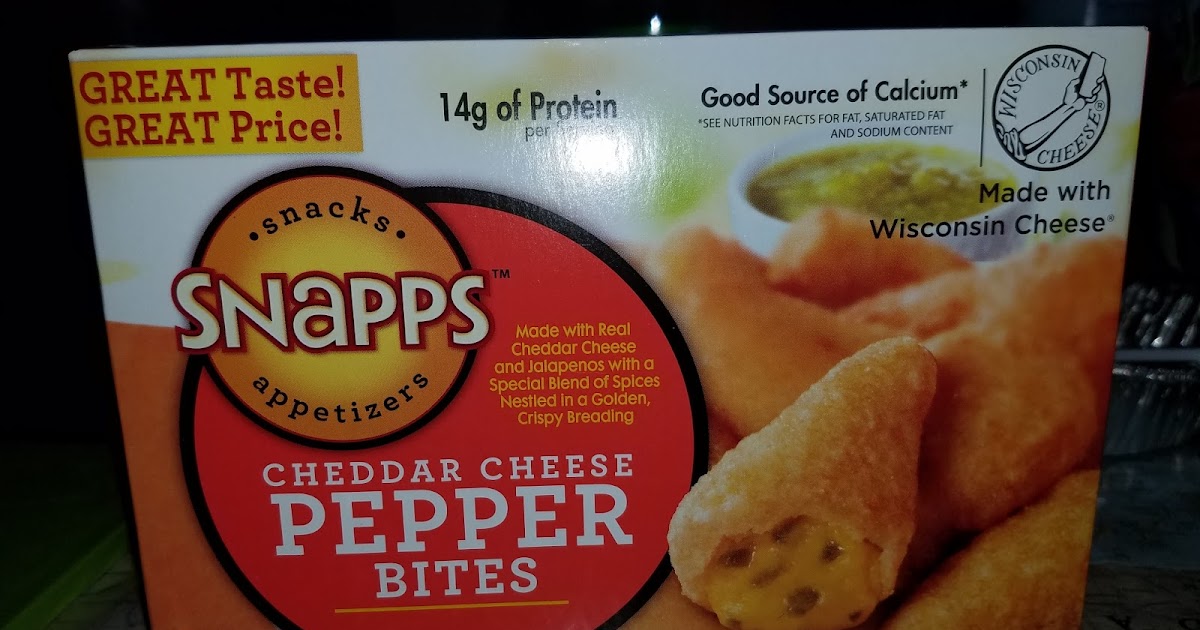 GREAT Taste!
GREAT Price!
14g of Protein
per
Good Source of Calcium*
*SEE NUTRITION FACTS FOR FAT, SATURATED FAT
AND SODIUM CONTENT
WISCONSIN
CHEESE®
Made with
Wisconsin Cheese®
•snacks•
SNaPPS™
appetizers
Made with Real
Cheddar Cheese
and Jalapenos with a
Special Blend of Spices
Nestled in a Golden,
Crispy Breading
CHEDDAR CHEESE
PEPPER
BITES